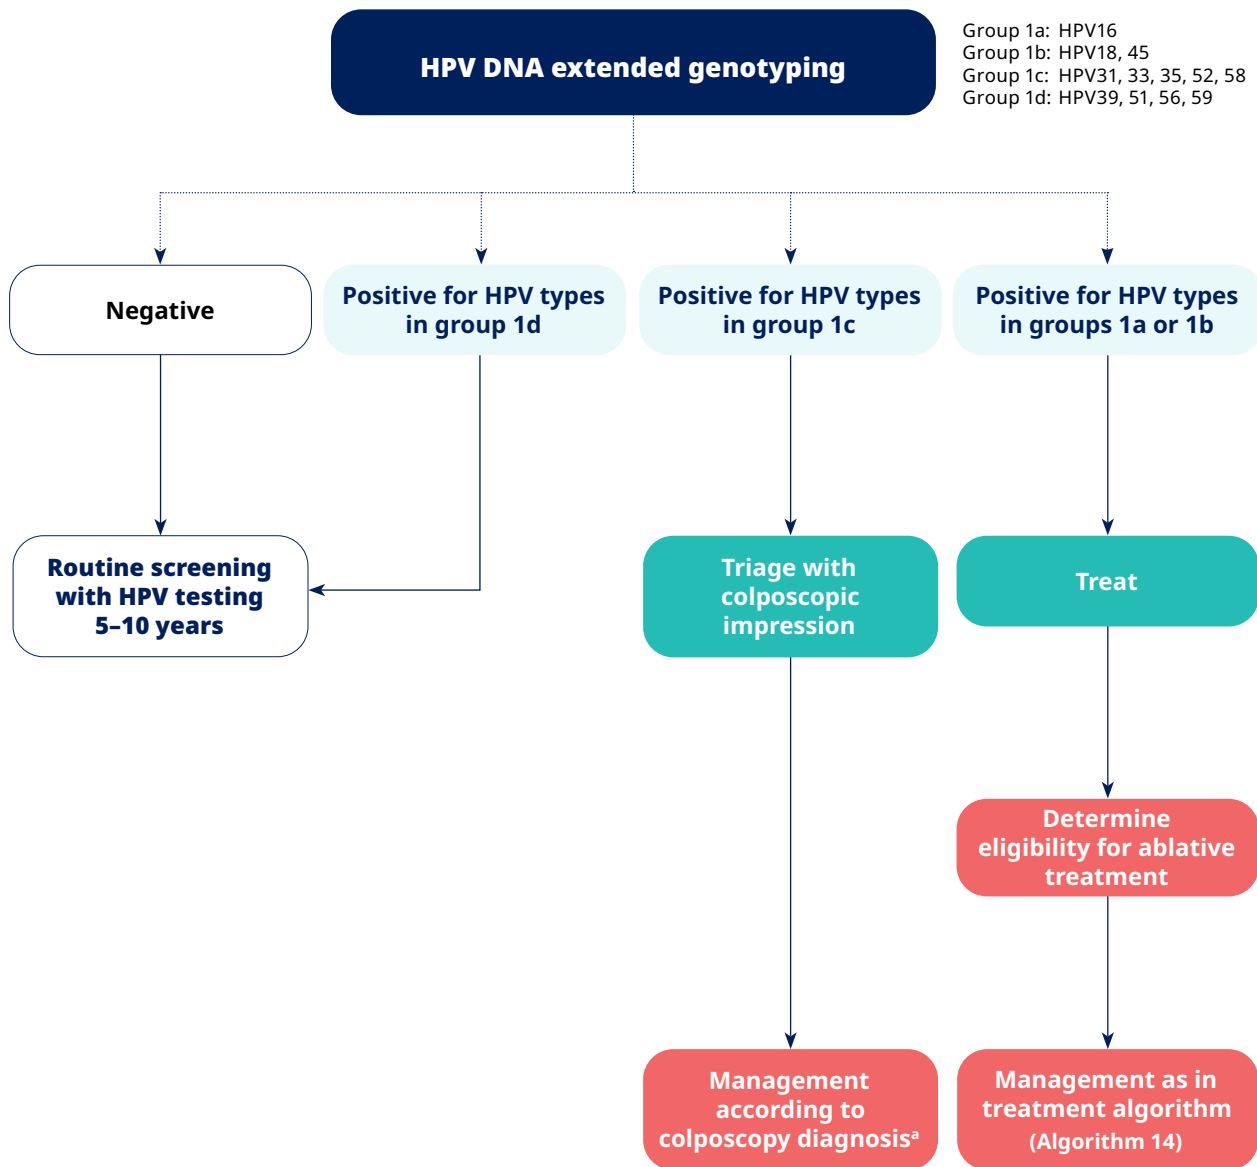 HPV DNA extended genotyping
Group 1a: HPV16
Group 1b: HPV18, 45
Group 1c: HPV31, 33, 35, 52, 58
Group 1d: HPV39, 51, 56, 59
Negative
Positive for HPV types
in group 1d
Positive for HPV types
in group 1c
Positive for HPV types
in groups 1a or 1b
Routine screening
with HPV testing
5–10 years
Triage with
colposcopic
impression
Treat
Determine
eligibility for ablative
treatment
Management
according to
colposcopy diagnosisᵃ
Management as in
treatment algorithm
(Algorithm 14)